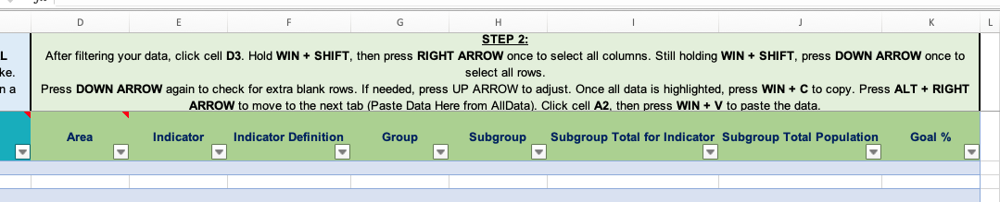 D E F G H I J K L
STEP 2:
L After filtering your data, click cell D3. Hold WIN + SHIFT, then press RIGHT ARROW once to select all columns. Still holding WIN + SHIFT, press DOWN ARROW once to
ke. select all rows.
n a Press DOWN ARROW again to check for extra blank rows. If needed, press UP ARROW to adjust. Once all data is highlighted, press WIN + C to copy. Press ALT + RIGHT
ARROW to move to the next tab (Paste Data Here from AllData). Click cell A2, then press WIN + V to paste the data.
Area Indicator Indicator Definition Group Subgroup Subgroup Total for Indicator Subgroup Total Population Goal %